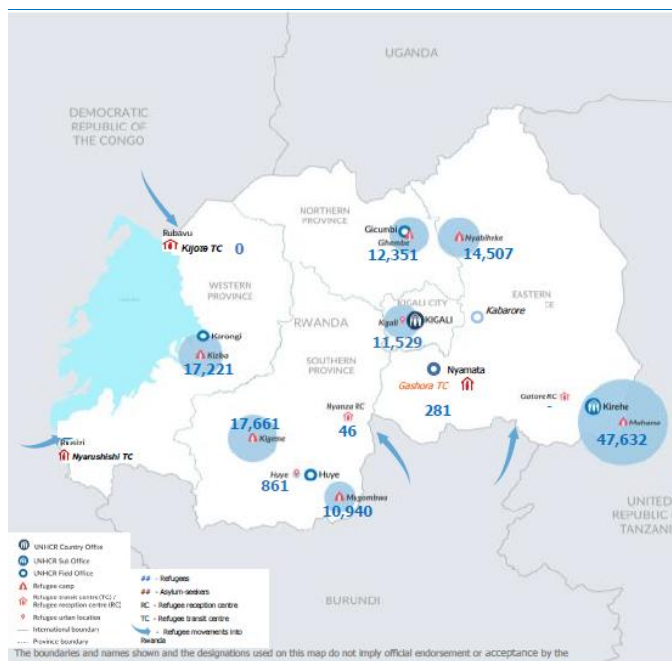 UGANDA
DEMOCRATIC
REPUBLIC OF
THE CONGO
NORTHERN
PROVINCE
Rubavu
Kijote TC
0
Gicumbi
Gihembe
12,351
Nyabiheke
14,507
WESTERN
PROVINCE
KIGALI CITY
Kigali
KIGALI
11,529
EASTERN
Kabarore
RWANDA
Karongi
Kiziba
17,221
SOUTHERN
PROVINCE
Nyamata
Gashora TC
281
Nyanza RC
46
Gatore RC
-
Kirehe
Mahama
47,632
17,661
Kigeme
Nyarushishi TC
Huye
Huye
861
Mugombwa
10,940
UNITED
REPUBLIC
TANZANI
BURUNDI
UNHCR Country Office
UNHCR Sub Office
UNHCR Field Office
Refugee camp
Refugee transit centre (TC) /
Refugee reception centre (RC)
Refugee urban location
International boundary
Province boundary
## - Refugees
## - Asylum-seekers
RC - Refugee reception centre
TC - Refugee transit centre
- Refugee movements into
Rwanda
The boundaries and names shown and the designations used on this map do not imply official endorsement or acceptance by the